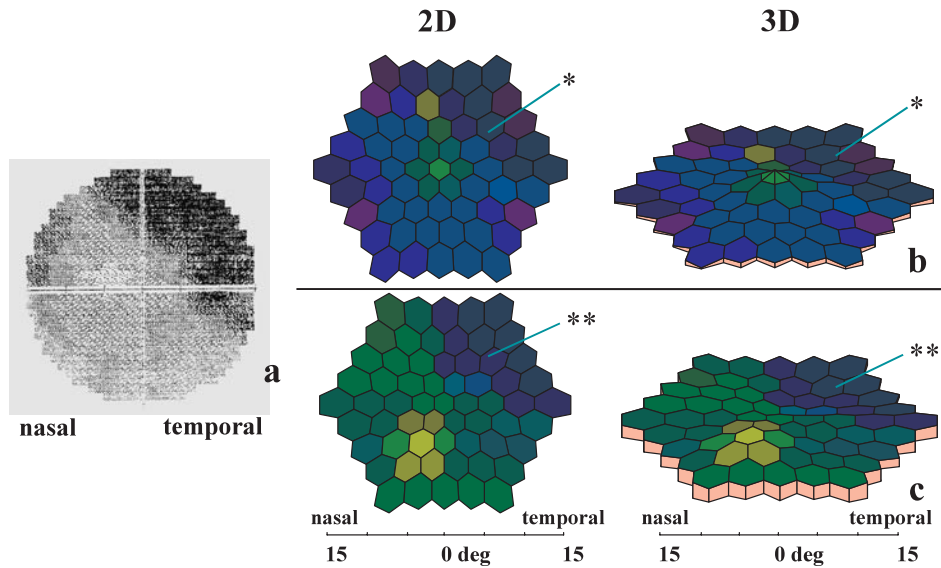 2D 3D
*
*
b
a
nasal temporal
**
**
c
nasal temporal nasal temporal
15 0 deg 15 15 0 deg 15